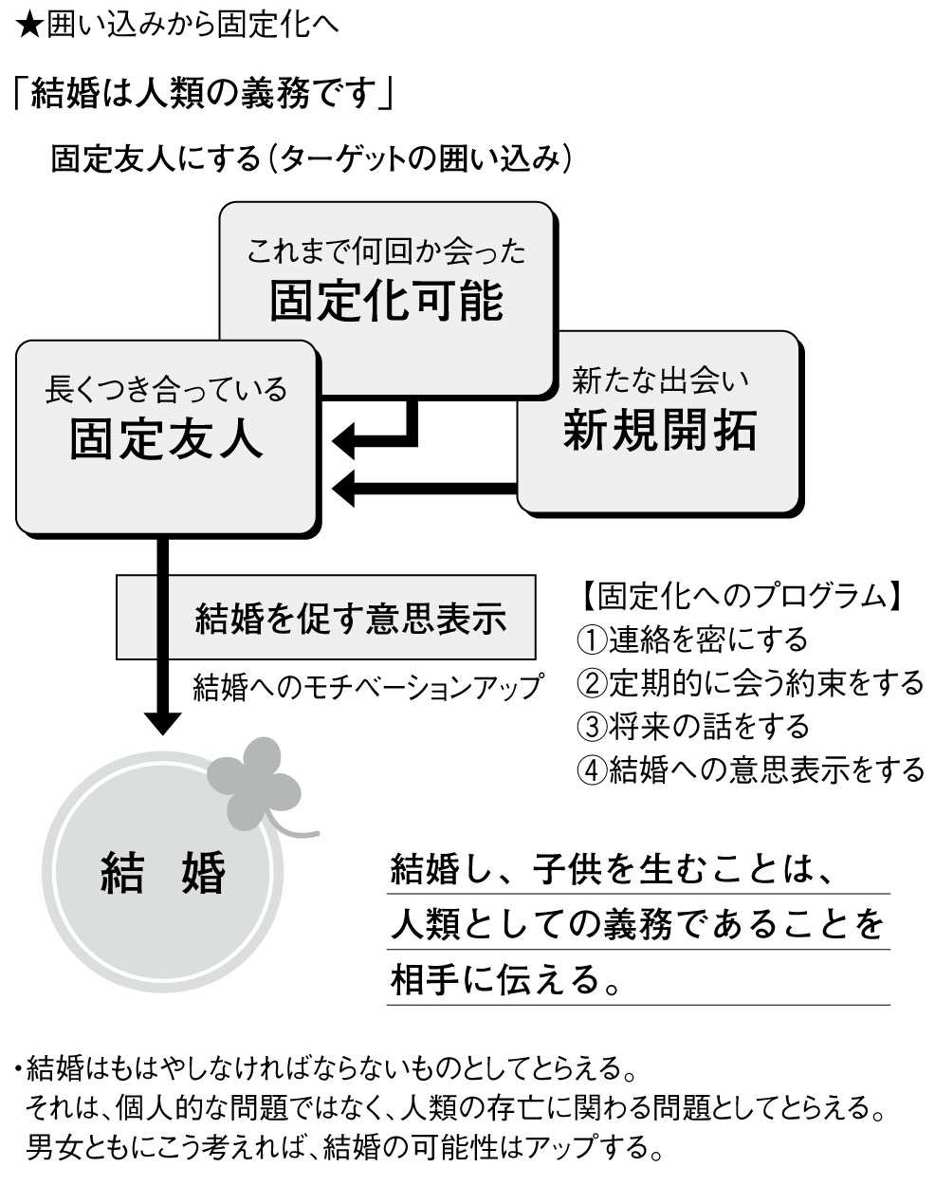 ★囲い込みから固定化へ
「結婚は人類の義務です」
固定友人にする（ターゲットの囲い込み）
これまで何回か会った
固定化可能
長くつき合っている
固定友人
新たな出会い
新規開拓
結婚を促す意思表示
結婚へのモチベーションアップ
【固定化へのプログラム】
①連絡を密にする
②定期的に会う約束をする
③将来の話をする
④結婚への意思表示をする
結 婚
結婚し、子供を生むことは、
人類としての義務であることを
相手に伝える。
・結婚はもはやしなければならないものとしてとらえる。
それは、個人的な問題ではなく、人類の存亡に関わる問題としてとらえる。
男女ともにこう考えれば、結婚の可能性はアップする。